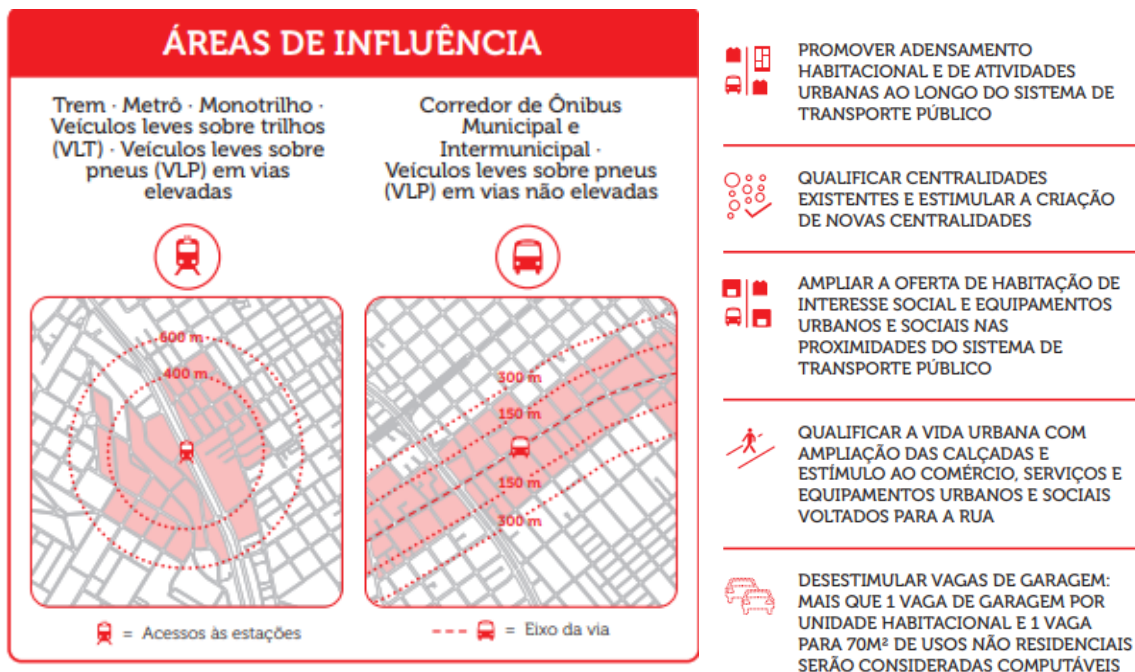 ÁREAS DE INFLUÊNCIA
Trem · Metrô · Monotrilho ·
Veículos leves sobre trilhos
(VLT) · Veículos leves sobre
pneus (VLP) em vias
elevadas
600 m
400 m
= Acessos às estações
Corredor de Ônibus
Municipal e
Intermunicipal ·
Veículos leves sobre pneus
(VLP) em vias não elevadas
300 m
150 m
150 m
300 m
= Eixo da via
PROMOVER ADENSAMENTO
HABITACIONAL E DE ATIVIDADES
URBANAS AO LONGO DO SISTEMA DE
TRANSPORTE PÚBLICO
QUALIFICAR CENTRALIDADES
EXISTENTES E ESTIMULAR A CRIAÇÃO
DE NOVAS CENTRALIDADES
AMPLIAR A OFERTA DE HABITAÇÃO DE
INTERESSE SOCIAL E EQUIPAMENTOS
URBANOS E SOCIAIS NAS
PROXIMIDADES DO SISTEMA DE
TRANSPORTE PÚBLICO
QUALIFICAR A VIDA URBANA COM
AMPLIAÇÃO DAS CALÇADAS E
ESTÍMULO AO COMÉRCIO, SERVIÇOS E
EQUIPAMENTOS URBANOS E SOCIAIS
VOLTADOS PARA A RUA
DESESTIMULAR VAGAS DE GARAGEM:
MAIS QUE 1 VAGA DE GARAGEM POR
UNIDADE HABITACIONAL E 1 VAGA
PARA 70M² DE USOS NÃO RESIDENCIAIS
SERÃO CONSIDERADAS COMPUTÁVEIS